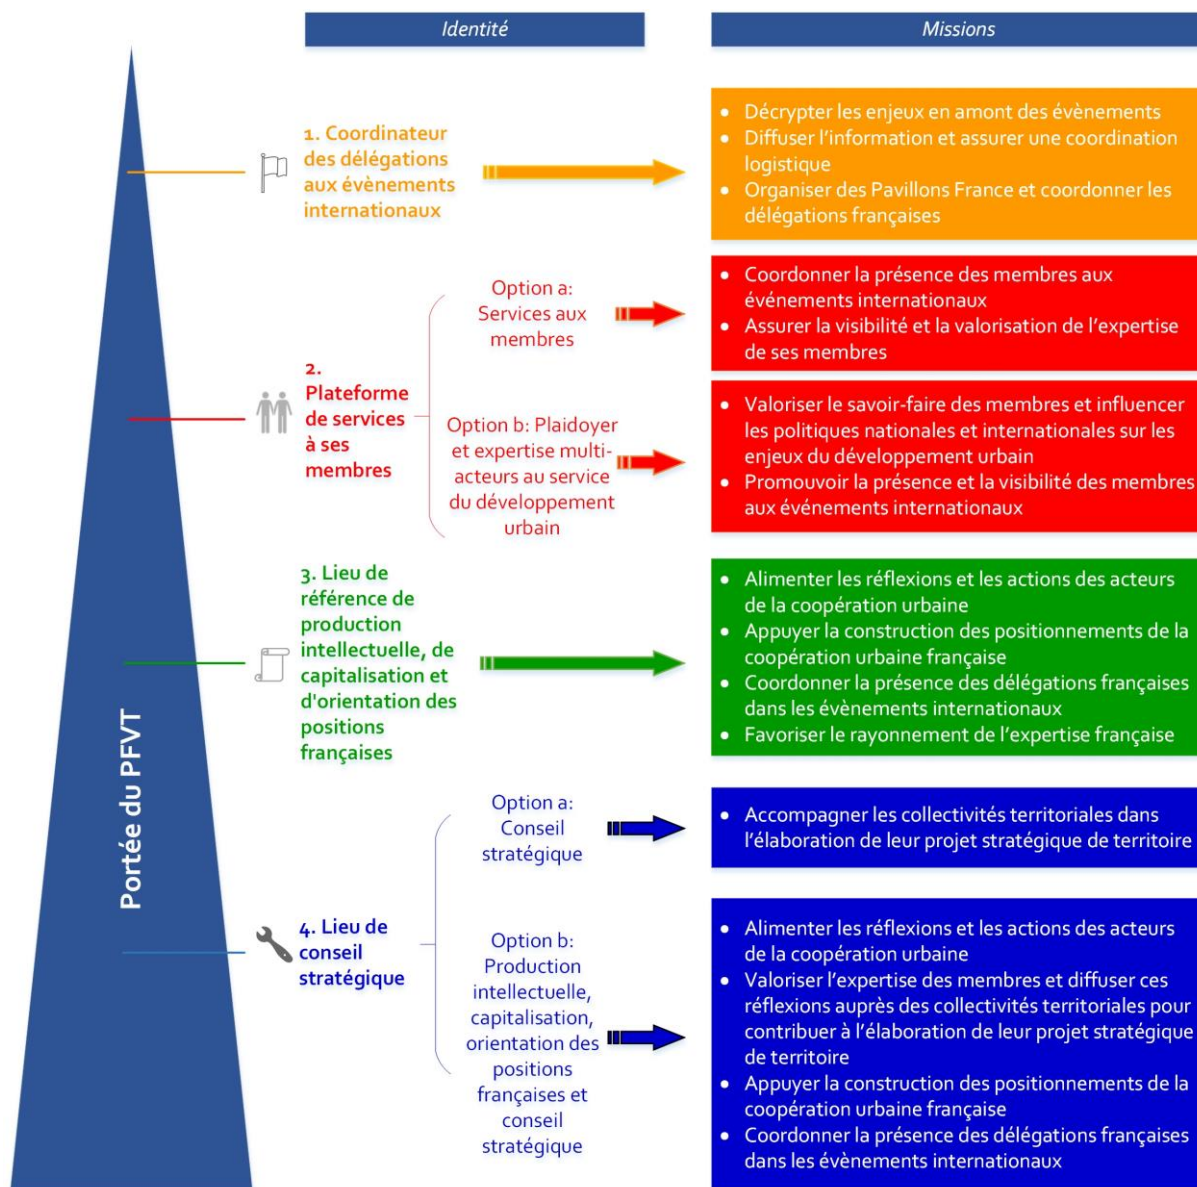 Identité
Missions
Portée du PFVT
1. Coordinateur
des délégations
aux évènements
internationaux
• Décrypter les enjeux en amont des évènements
• Diffuser l’information et assurer une coordination
logistique
• Organiser des Pavillons France et coordonner les
délégations françaises
2.
Plateforme
de services
à ses
membres
Option a:
Services aux
membres
• Coordonner la présence des membres aux
événements internationaux
• Assurer la visibilité et la valorisation de l’expertise
de ses membres
Option b: Plaidoyer
et expertise multi-
acteurs au service
du développement
urbain
• Valoriser le savoir-faire des membres et influencer
les politiques nationales et internationales sur les
enjeux du développement urbain
• Promouvoir la présence et la visibilité des membres
aux événements internationaux
3. Lieu de
référence de
production
intellectuelle, de
capitalisation et
d'orientation des
positions
françaises
• Alimenter les réflexions et les actions des acteurs
de la coopération urbaine
• Appuyer la construction des positionnements de la
coopération urbaine française
• Coordonner la présence des délégations françaises
dans les évènements internationaux
• Favoriser le rayonnement de l’expertise française
4. Lieu de
conseil
stratégique
Option a:
Conseil
stratégique
• Accompagner les collectivités territoriales dans
l’élaboration de leur projet stratégique de territoire
Option b:
Production
intellectuelle,
capitalisation,
orientation des
positions
françaises et
conseil
stratégique
• Alimenter les réflexions et les actions des acteurs
de la coopération urbaine
• Valoriser l’expertise des membres et diffuser ces
réflexions auprès des collectivités territoriales pour
contribuer à l’élaboration de leur projet stratégique
de territoire
• Appuyer la construction des positionnements de la
coopération urbaine française
• Coordonner la présence des délégations françaises
dans les évènements internationaux